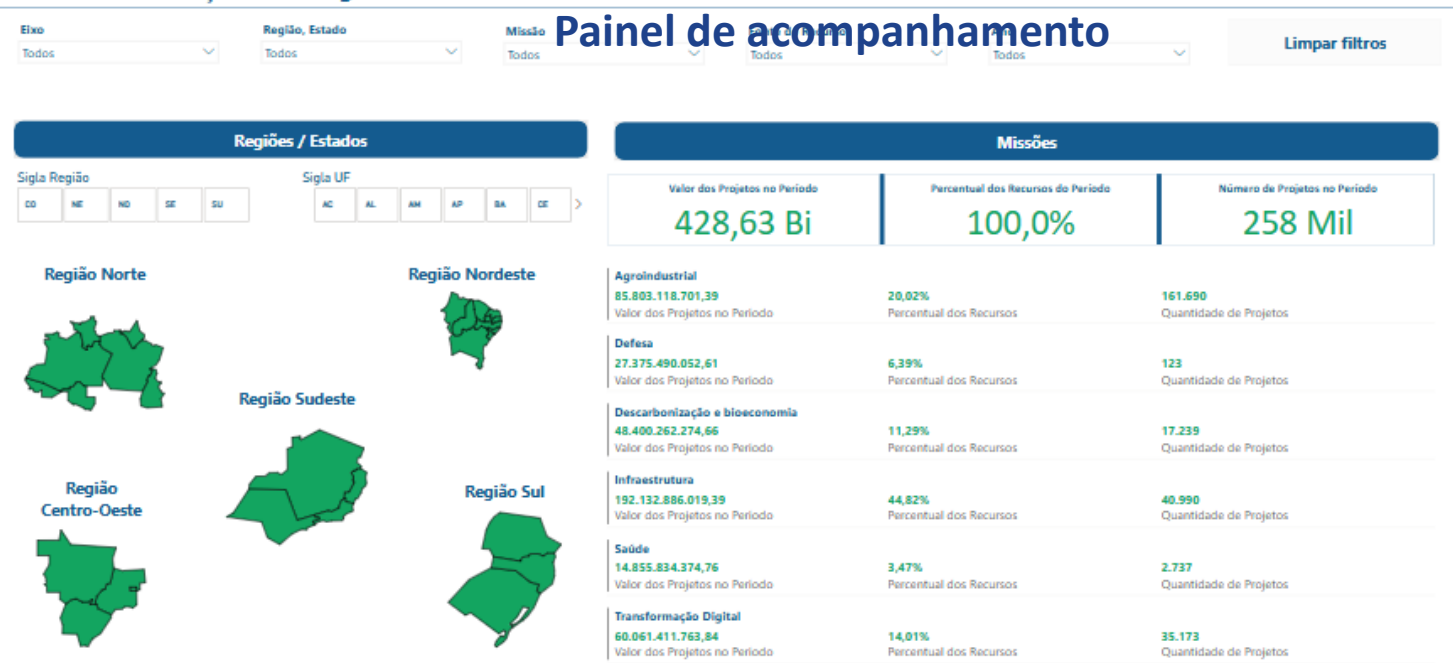 Painel de acompanhamento
Eixo
Todos
Região, Estado
Todos
Missão
Todos
Todos
Todos
Limpar filtros
Regiões / Estados
Sigla Região
CO NE NO SE SU
Sigla UF
AC AL AM AP BA CE
Região Norte
Região Nordeste
Região Sudeste
Região
Centro-Oeste
Região Sul
Missões
Valor dos Projetos no Período
428,63 Bi
Percentual dos Recursos do Período
100,0%
Número de Projetos no Período
258 Mil
Agroindustrial
85.803.118.701,39 20,02% 161.690
Valor dos Projetos no Período Percentual dos Recursos Quantidade de Projetos
Defesa
27.375.490.052,61 6,39% 123
Valor dos Projetos no Período Percentual dos Recursos Quantidade de Projetos
Descarbonização e bioeconomia
48.400.262.274,66 11,29% 17.239
Valor dos Projetos no Período Percentual dos Recursos Quantidade de Projetos
Infraestrutura
192.132.886.019,39 44,82% 40.990
Valor dos Projetos no Período Percentual dos Recursos Quantidade de Projetos
Saúde
14.855.834.374,76 3,47% 2.737
Valor dos Projetos no Período Percentual dos Recursos Quantidade de Projetos
Transformação Digital
60.061.411.763,84 14,01% 35.173
Valor dos Projetos no Período Percentual dos Recursos Quantidade de Projetos